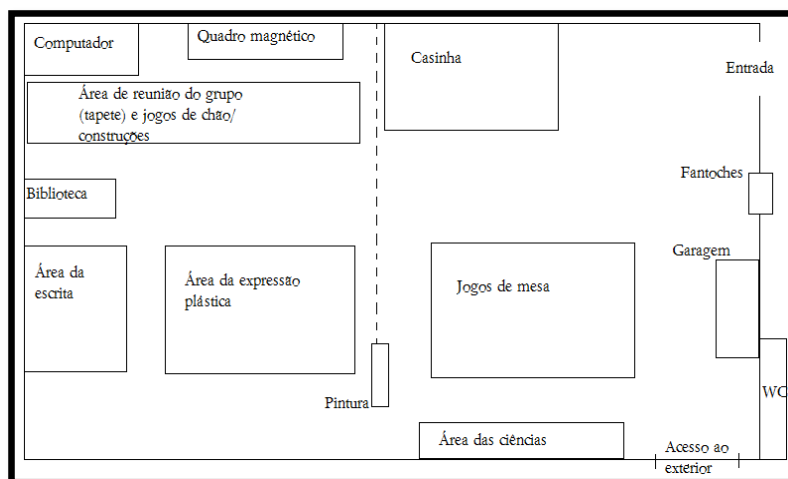 Computador
Quadro magnético
Casinha
Entrada
Área de reunião do grupo
(tapete) e jogos de chão/
construções
Fantoches
Biblioteca
Garagem
Área da
escrita
Área da expressão
plástica
Jogos de mesa
WC
Pintura
Área das ciências
Acesso ao
exterior